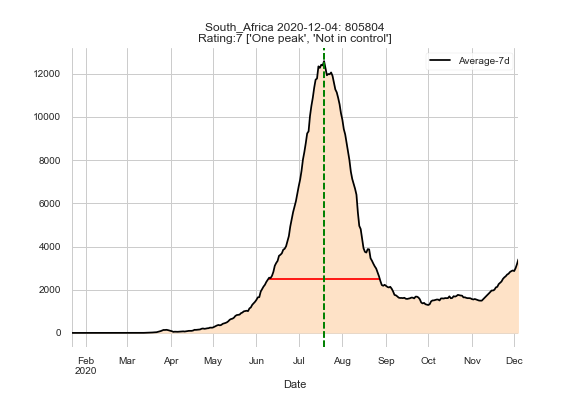 South_Africa 2020-12-04: 805804
Rating:7 ['One peak', 'Not in control']
Average-7d
12000
10000
8000
6000
4000
2000
0
Feb Mar Apr May Jun Jul Aug Sep Oct Nov Dec
2020
Date